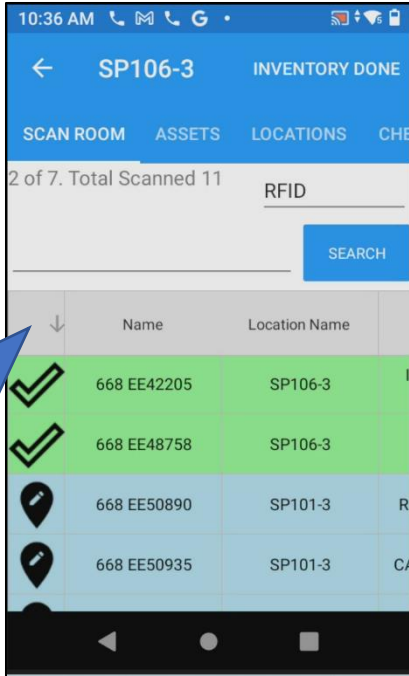 10:36 AM
SP106-3 INVENTORY DONE
SCAN ROOM ASSETS LOCATIONS CHE
2 of 7. Total Scanned 11 RFID
SEARCH
Name Location Name
668 EE42205 SP106-3 I
668 EE48758 SP106-3
668 EE50890 SP101-3 R
668 EE50935 SP101-3 CA